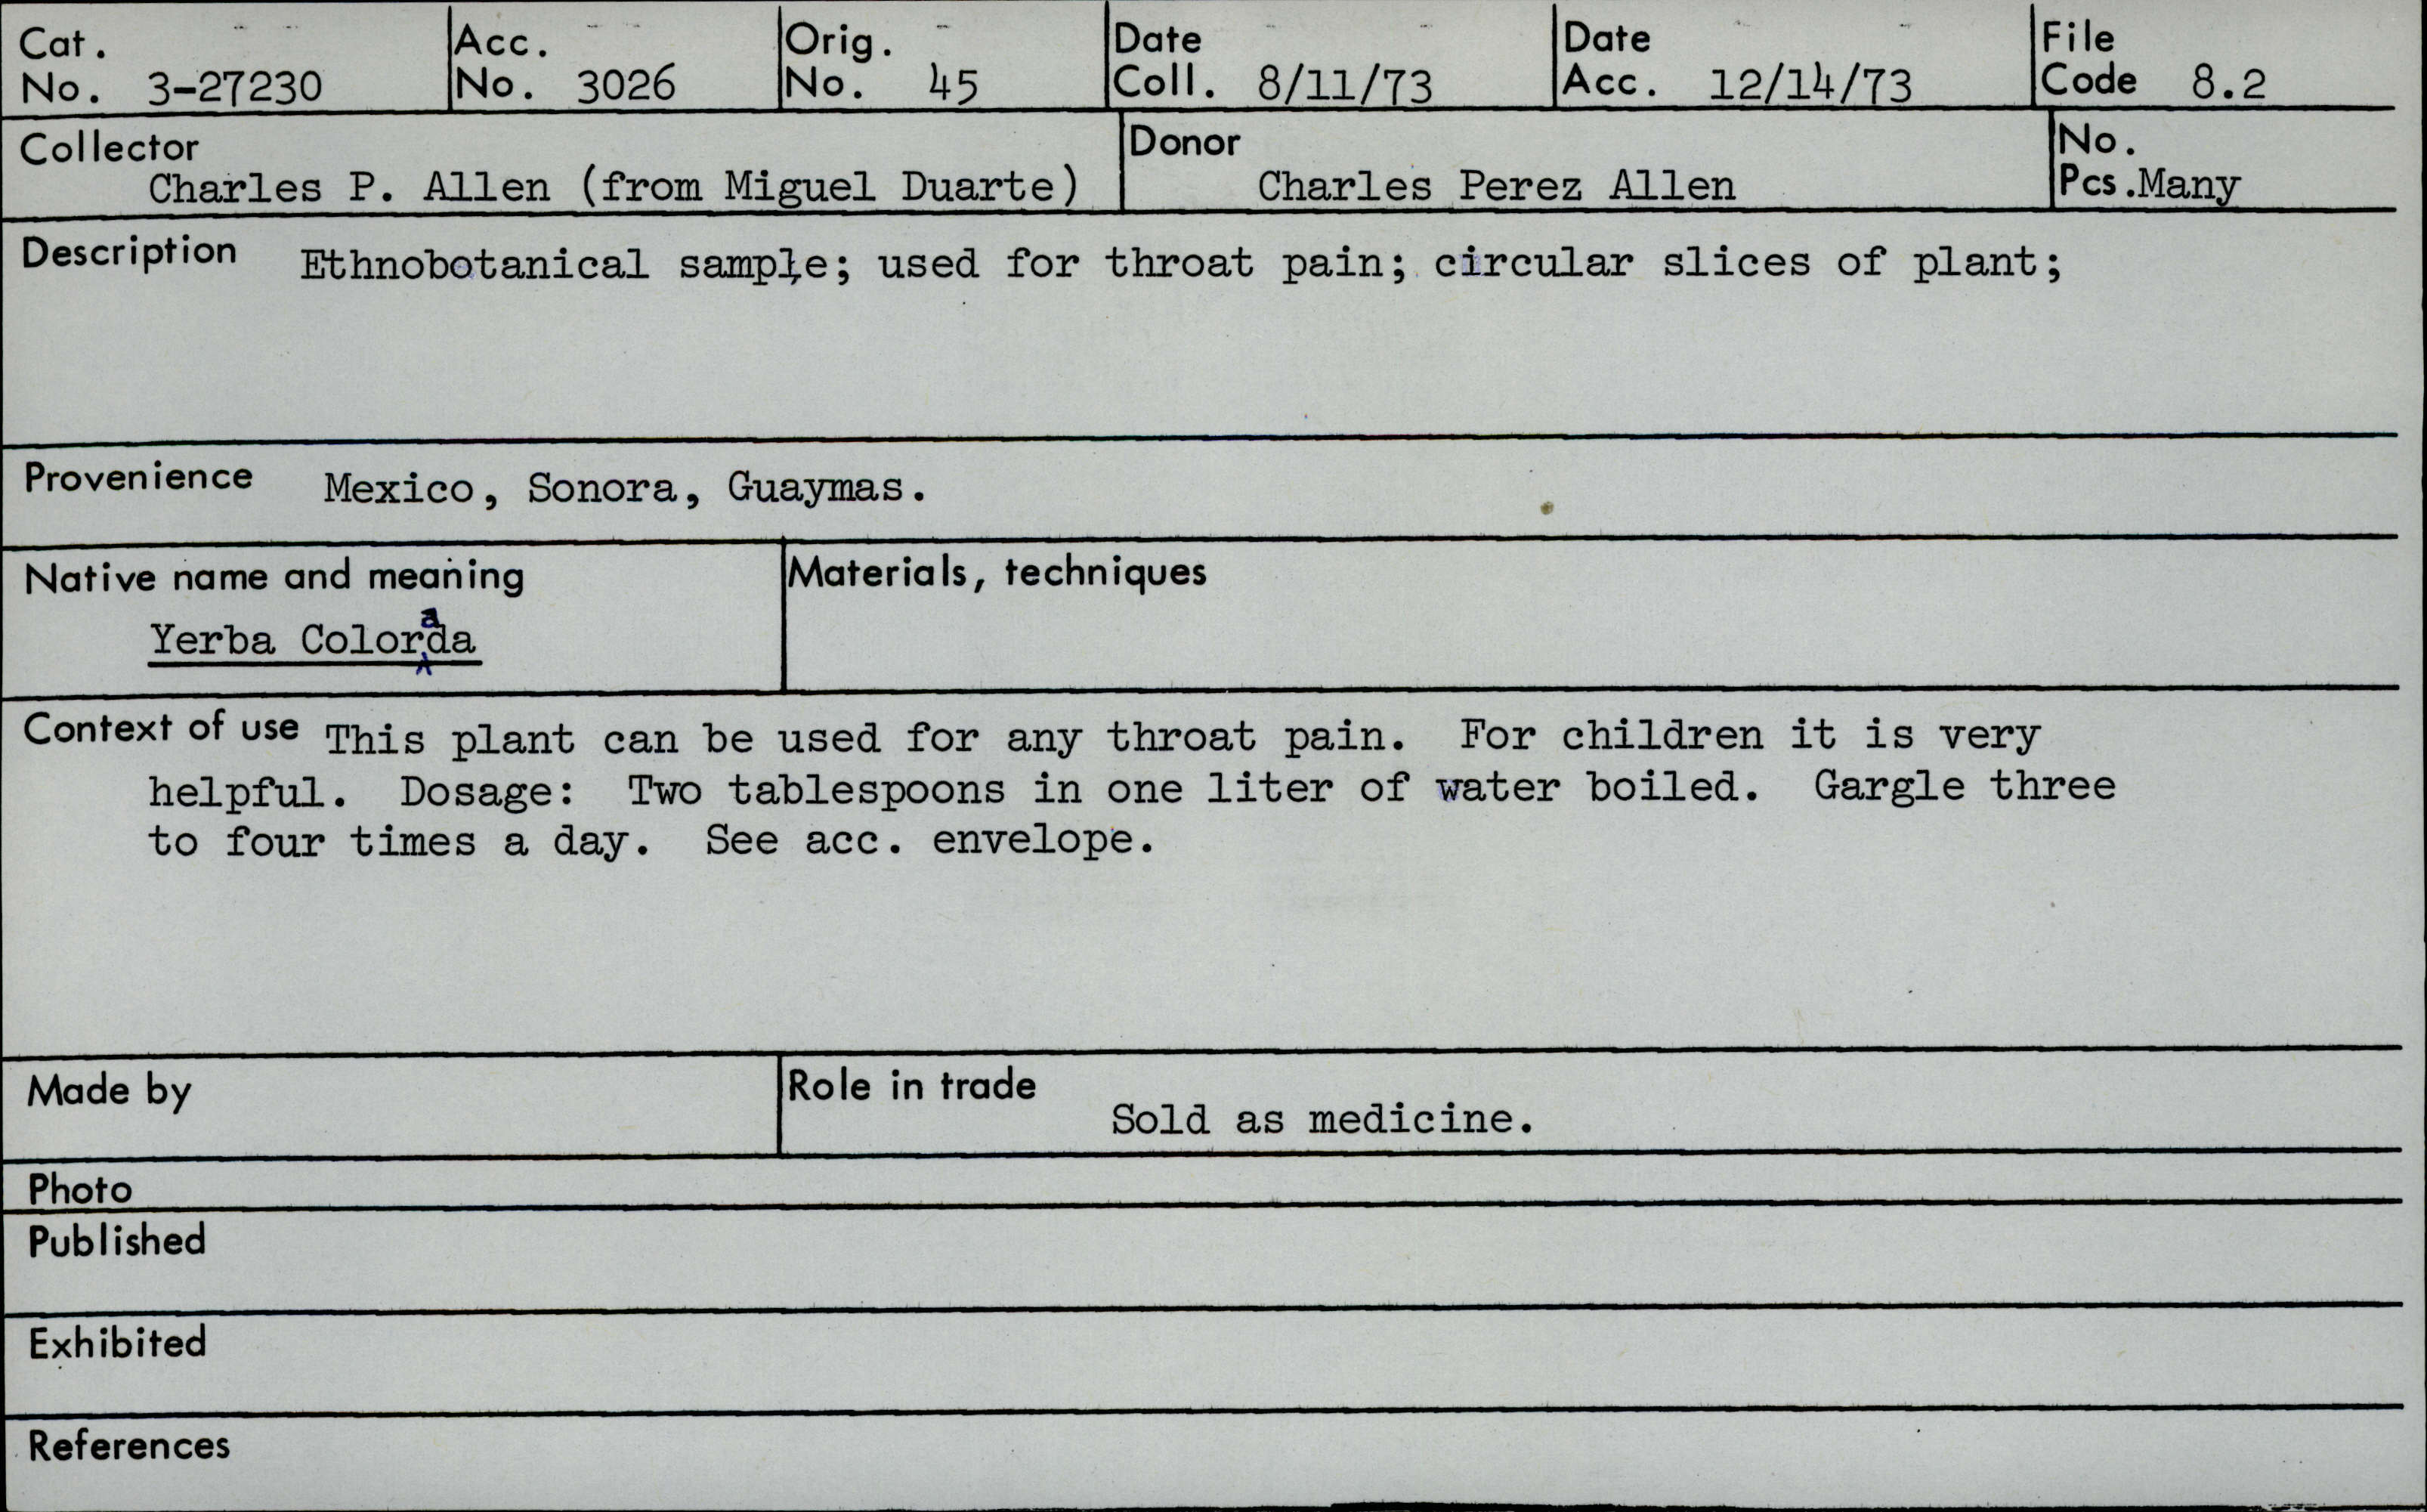 Cat. No. 3-27230 Acc. No. 3026 Orig. No. 45 Date Coll. 8/11/73 Date Acc. 12/14/73 File Code 8.2
Collector Donor No.
Charles P. Allen (from Miguel Duarte) Charles Perez Allen Pcs. Many
Description Ethnobotanical sample; used for throat pain; circular slices of plant;
Provenience Mexico, Sonora, Guaymas.
Native name and meaning Materials, techniques
Yerba Colorada
Context of use This plant can be used for any throat pain. For children it is very
helpful. Dosage: Two tablespoons in one liter of water boiled. Gargle three
to four times a day. See acc. envelope.
Made by Role in trade
Sold as medicine.
Photo
Published
Exhibited
References